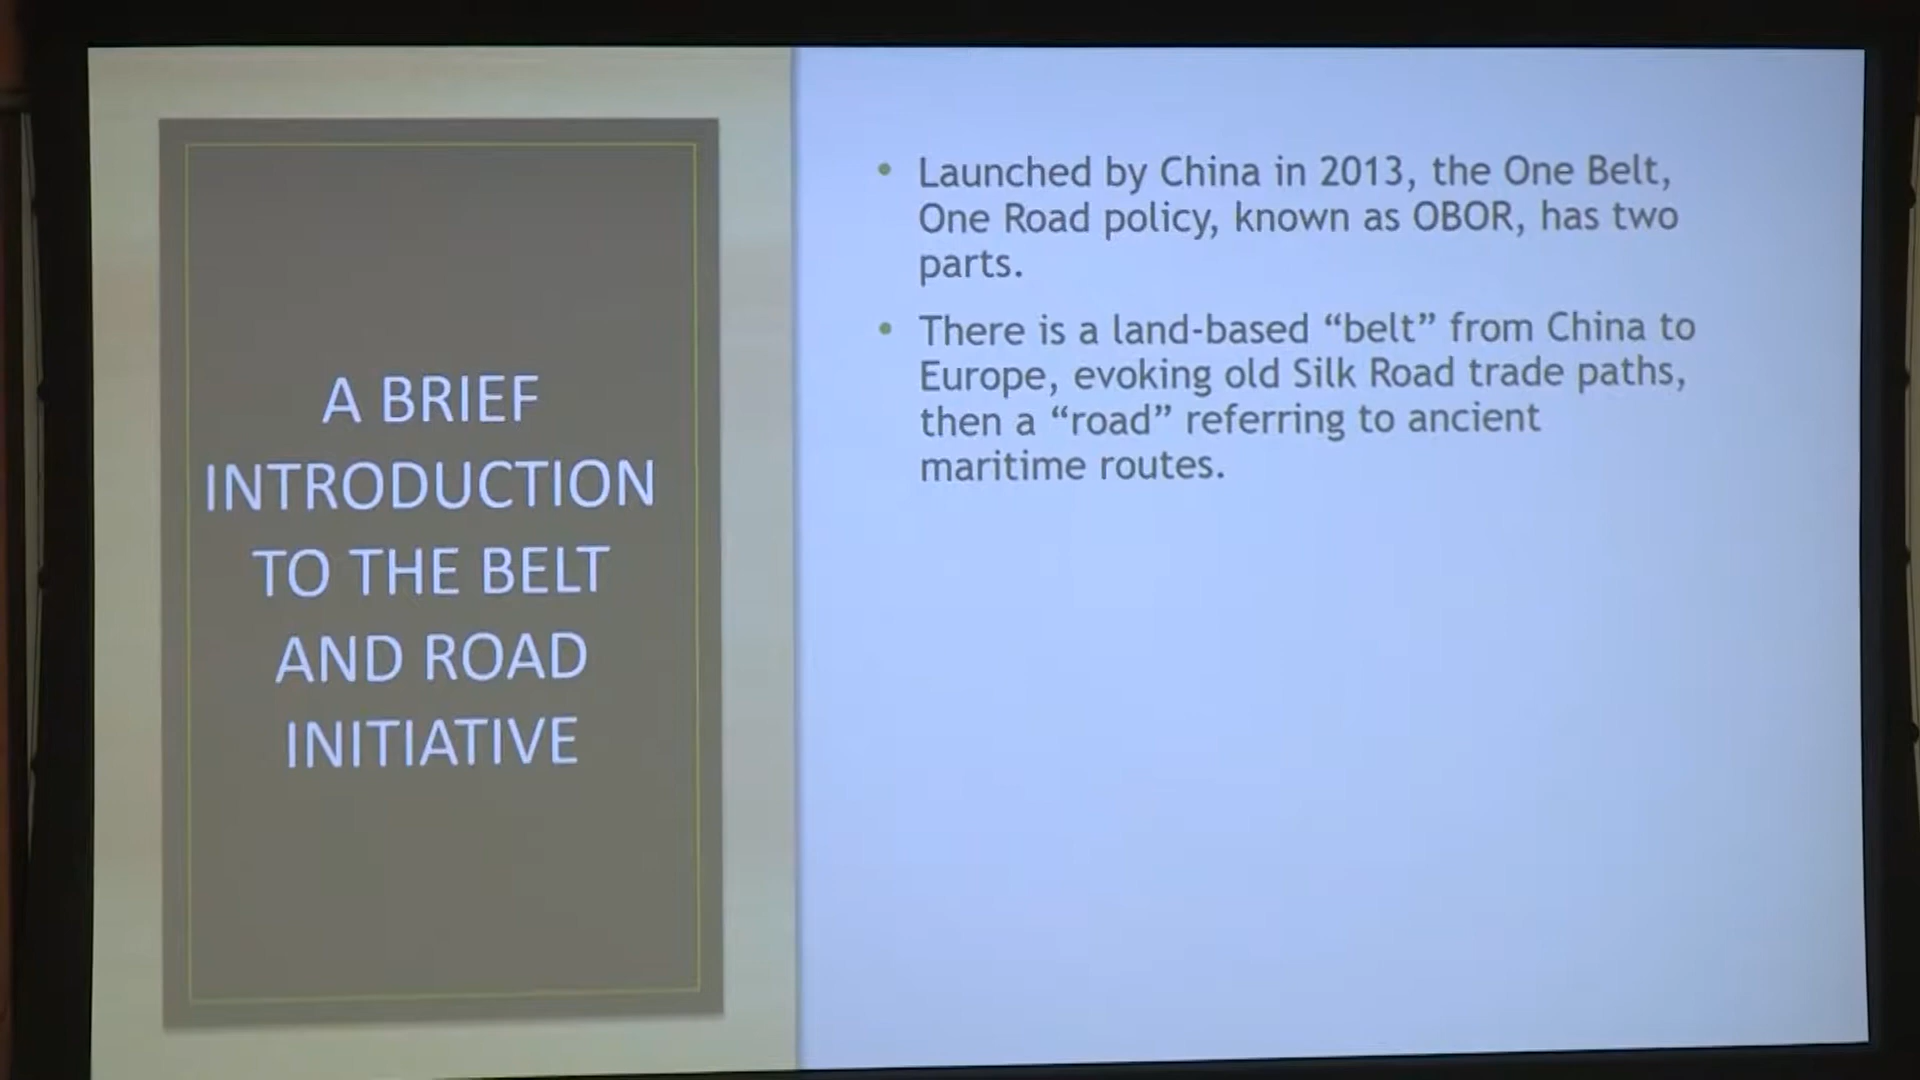 A BRIEF
INTRODUCTION
TO THE BELT
AND ROAD
INITIATIVE
• Launched by China in 2013, the One Belt,
One Road policy, known as OBOR, has two
parts.
• There is a land-based “belt” from China to
Europe, evoking old Silk Road trade paths,
then a “road” referring to ancient
maritime routes.